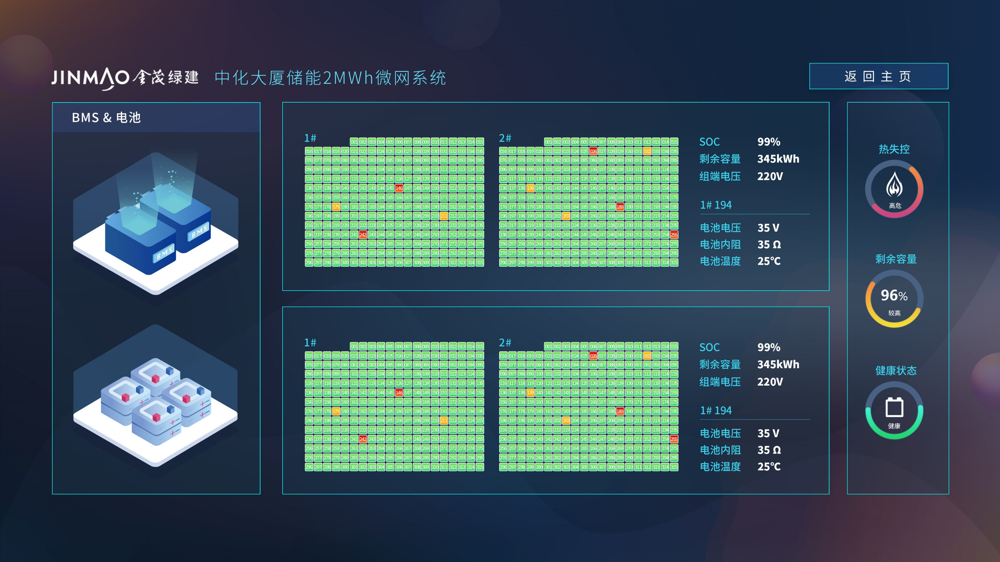 JINMAO 金茂绿建
中化大厦储能2MWh微网系统
返回主页
BMS & 电池
BMS
BMS
1#
001 002 003 004 005 006 007 008 009 010 011 012 013 014 015
016 017 018 019 020 021 022 023 024 025 026 027 028 029 030 031 032 033 034 035
076 077 078 079 080 081 082 083 084 085 086 087 088 089 090 091 092 093 094 095
096 097 098 099 100 101 102 103 104 105 106 107 108 109 110 111 112 113 114 115
116 117 118 119 120 121 122 123 124 125 126 127 128 129 130 131 132 133 134 135
136 137 138 139 140 141 142 143 144 145 146 147 148 149 150 151 152 153 154 155
156 157 158 159 160 161 162 163 164 165 166 167 168 169 170 171 172 173 174 175
176 177 178 179 180 181 182 183 184 185 186 187 188 189 190 191 192 193 194 195
196 197 198 199 200 201 202 203 204 205 206 207 208 209 210 211 212 213 214 215
216 217 218 219 220 221 222 223 224 225 226 227 228 229 230 231 232 233 234 235
236 237 238 239 240 241 242 243 244 245 246 247 248 249 250 251 252 253 254 255
256 257 258 259 260 261 262 263 264 265 266 267 268 269 270 271 272 273 274 275
276 277 278 279 280 281 282 283 284 285 286 287 288 289 290 291 292 293 294 295
296 297 298 299 300 301 302 303 304 305 306 307 308 309 310 311 312 313 314 315
2#
001 002 003 004 005 006 007 008 009 010 011 012 013 014 015
016 017 018 019 020 021 022 023 024 025 026 027 028 029 030 031 032 033 034 035
076 077 078 079 080 081 082 083 084 085 086 087 088 089 090 091 092 093 094 095
096 097 098 099 100 101 102 103 104 105 106 107 108 109 110 111 112 113 114 115
116 117 118 119 120 121 122 123 124 125 126 127 128 129 130 131 132 133 134 135
136 137 138 139 140 141 142 143 144 145 146 147 148 149 150 151 152 153 154 155
156 157 158 159 160 161 162 163 164 165 166 167 168 169 170 171 172 173 174 175
176 177 178 179 180 181 182 183 184 185 186 187 188 189 190 191 192 193 194 195
196 197 198 199 200 201 202 203 204 205 206 207 208 209 210 211 212 213 214 215
216 217 218 219 220 221 222 223 224 225 226 227 228 229 230 231 232 233 234 235
236 237 238 239 240 241 242 243 244 245 246 247 248 249 250 251 252 253 254 255
256 257 258 259 260 261 262 263 264 265 266 267 268 269 270 271 272 273 274 275
276 277 278 279 280 281 282 283 284 285 286 287 288 289 290 291 292 293 294 295
296 297 298 299 300 301 302 303 304 305 306 307 308 309 310 311 312 313 314 315
SOC 99%
剩余容量 345kWh
组端电压 220V
1# 194
电池电压 35 V
电池内阻 35 Ω
电池温度 25℃
1#
001 002 003 004 005 006 007 008 009 010 011 012 013 014 015
016 017 018 019 020 021 022 023 024 025 026 027 028 029 030 031 032 033 034 035
076 077 078 079 080 081 082 083 084 085 086 087 088 089 090 091 092 093 094 095
096 097 098 099 100 101 102 103 104 105 106 107 108 109 110 111 112 113 114 115
116 117 118 119 120 121 122 123 124 125 126 127 128 129 130 131 132 133 134 135
136 137 138 139 140 141 142 143 144 145 146 147 148 149 150 151 152 153 154 155
156 157 158 159 160 161 162 163 164 165 166 167 168 169 170 171 172 173 174 175
176 177 178 179 180 181 182 183 184 185 186 187 188 189 190 191 192 193 194 195
196 197 198 199 200 201 202 203 204 205 206 207 208 209 210 211 212 213 214 215
216 217 218 219 220 221 222 223 224 225 226 227 228 229 230 231 232 233 234 235
236 237 238 239 240 241 242 243 244 245 246 247 248 249 250 251 252 253 254 255
256 257 258 259 260 261 262 263 264 265 266 267 268 269 270 271 272 273 274 275
276 277 278 279 280 281 282 283 284 285 286 287 288 289 290 291 292 293 294 295
296 297 298 299 300 301 302 303 304 305 306 307 308 309 310 311 312 313 314 315
2#
001 002 003 004 005 006 007 008 009 010 011 012 013 014 015
016 017 018 019 020 021 022 023 024 025 026 027 028 029 030 031 032 033 034 035
076 077 078 079 080 081 082 083 084 085 086 087 088 089 090 091 092 093 094 095
096 097 098 099 100 101 102 103 104 105 106 107 108 109 110 111 112 113 114 115
116 117 118 119 120 121 122 123 124 125 126 127 128 129 130 131 132 133 134 135
136 137 138 139 140 141 142 143 144 145 146 147 148 149 150 151 152 153 154 155
156 157 158 159 160 161 162 163 164 165 166 167 168 169 170 171 172 173 174 175
176 177 178 179 180 181 182 183 184 185 186 187 188 189 190 191 192 193 194 195
196 197 198 199 200 201 202 203 204 205 206 207 208 209 210 211 212 213 214 215
216 217 218 219 220 221 222 223 224 225 226 227 228 229 230 231 232 233 234 235
236 237 238 239 240 241 242 243 244 245 246 247 248 249 250 251 252 253 254 255
256 257 258 259 260 261 262 263 264 265 266 267 268 269 270 271 272 273 274 275
276 277 278 279 280 281 282 283 284 285 286 287 288 289 290 291 292 293 294 295
296 297 298 299 300 301 302 303 304 305 306 307 308 309 310 311 312 313 314 315
SOC 99%
剩余容量 345kWh
组端电压 220V
1# 194
电池电压 35 V
电池内阻 35 Ω
电池温度 25℃
热失控
高危
剩余容量
96%
较高
健康状态
健康